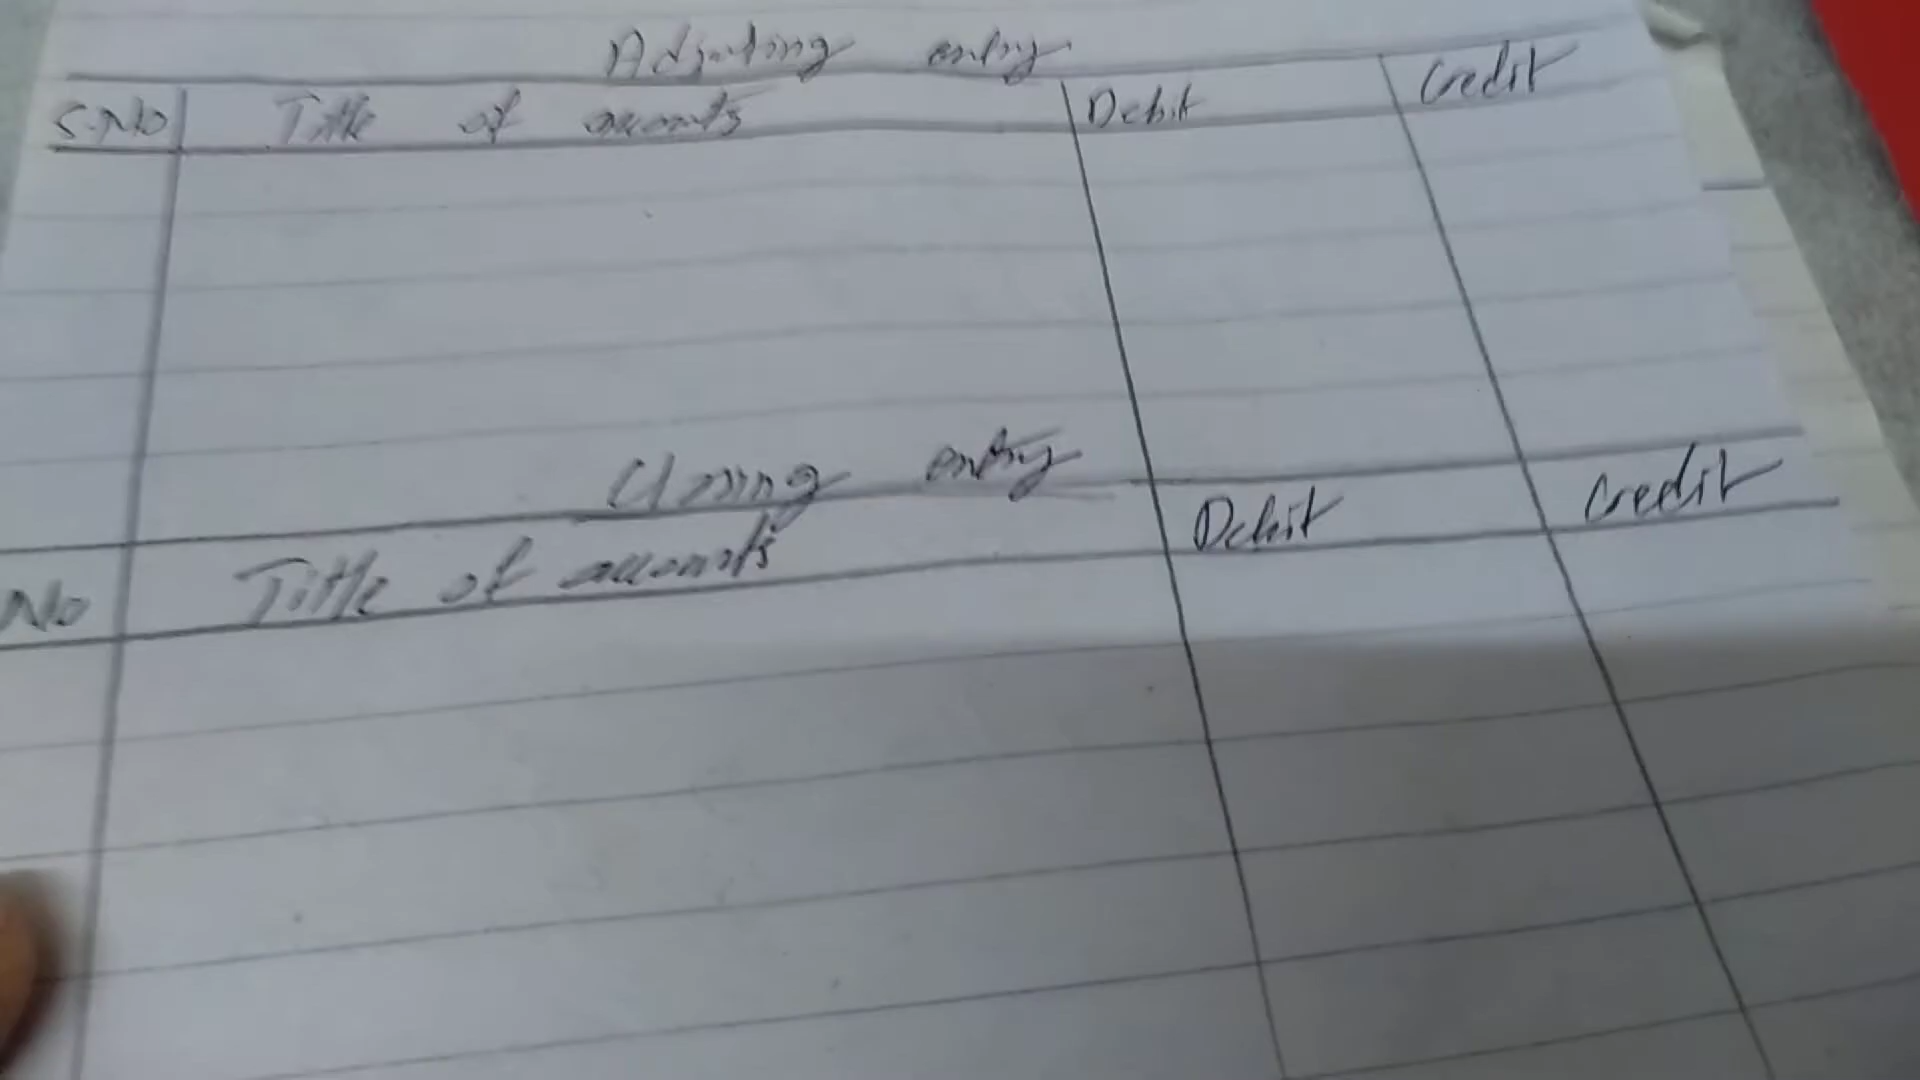 Adjusting entry
S.No Title of accounts Debit Credit
Closing entry
No Title of accounts Debit Credit